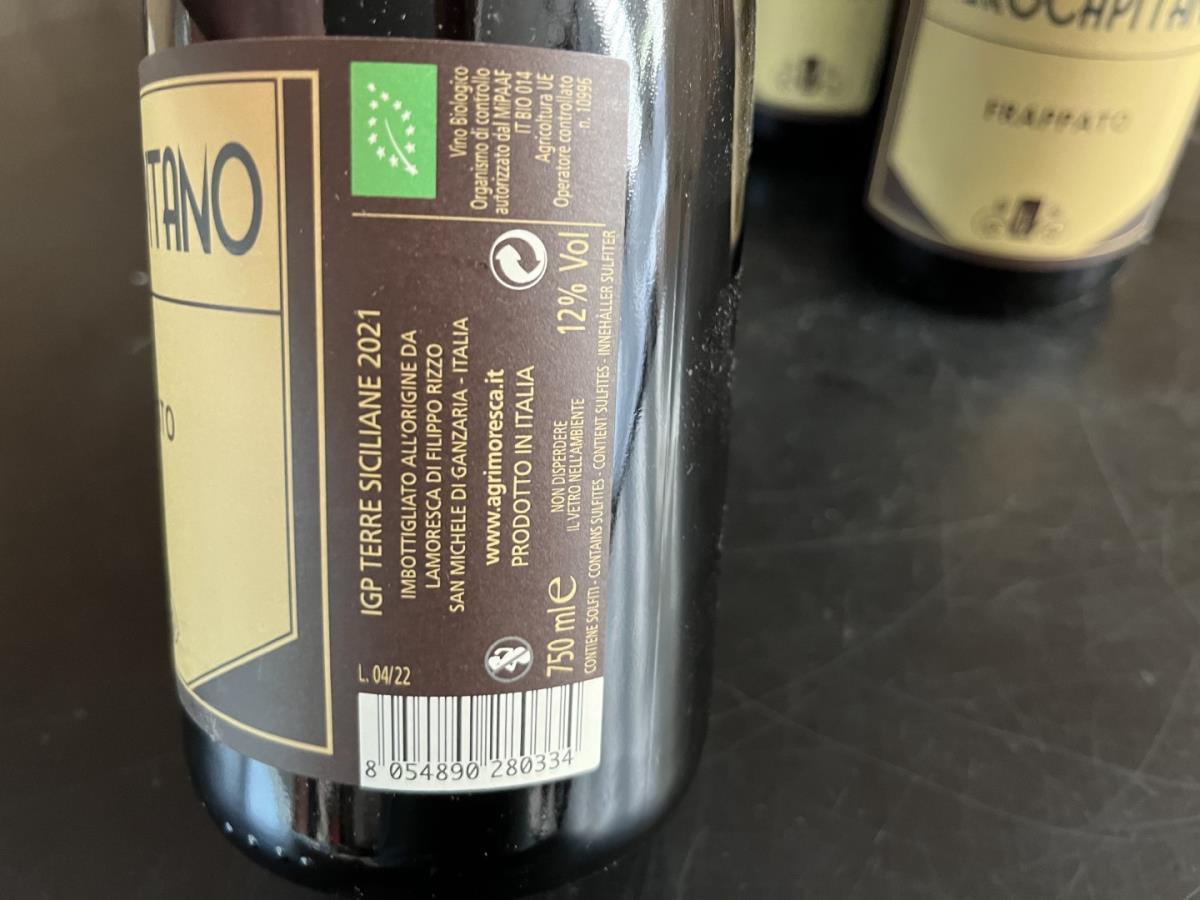 TANO
TO
Vino Biologico
Organismo di controllo
autorizzato dal MiPAAF
IT BIO 014
Agricoltura UE
Operatore controllato
n. 10996
IGP TERRE SICILIANE 2021
IMBOTTIGLIATO ALL'ORIGINE DA
LAMORESCA DI FILIPPO RIZZO
SAN MICHELE DI GANZARIA - ITALIA
www.agrimoresca.it
PRODOTTO IN ITALIA
NON DISPERDERE
IL VETRO NELL'AMBIENTE
750 ml e
12% Vol
CONTIENE SOLFITI - CONTAINS SULFITES - CONTIENT SULFITES - INNEHÅLLER SULFITER
L. 04/22
8 054890 280334
ROCAPITA
FRAPPATO